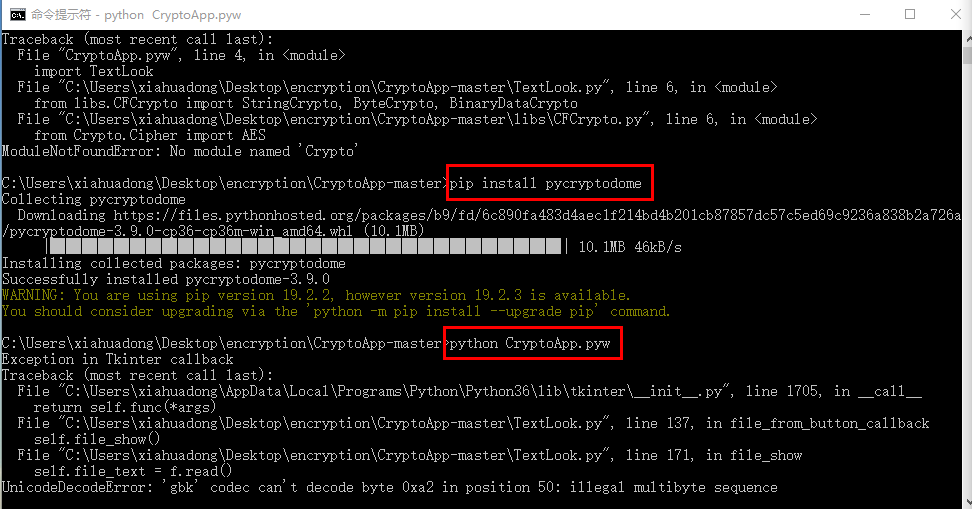 命令提示符 - python  CryptoApp.pyw
Traceback (most recent call last):
  File "CryptoApp.pyw", line 4, in <module>
    import TextLook
  File "C:\Users\xiahuadong\Desktop\encryption\CryptoApp-master\TextLook.py", line 6, in <module>
    from libs.CFCrypto import StringCrypto, ByteCrypto, BinaryDataCrypto
  File "C:\Users\xiahuadong\Desktop\encryption\CryptoApp-master\libs\CFCrypto.py", line 6, in <module>
    from Crypto.Cipher import AES
ModuleNotFoundError: No module named 'Crypto'
C:\Users\xiahuadong\Desktop\encryption\CryptoApp-master>pip install pycryptodome
Collecting pycryptodome
  Downloading https://files.pythonhosted.org/packages/b9/fd/6c890fa483d4aec1f214bd4b201cb87857dc57c5ed69c9236a838b2a726a
/pycryptodome-3.9.0-cp36-cp36m-win_amd64.whl (10.1MB)
10.1MB 46kB/s
Installing collected packages: pycryptodome
Successfully installed pycryptodome-3.9.0
WARNING: You are using pip version 19.2.2, however version 19.2.3 is available.
You should consider upgrading via the 'python -m pip install --upgrade pip' command.
C:\Users\xiahuadong\Desktop\encryption\CryptoApp-master>python CryptoApp.pyw
Exception in Tkinter callback
Traceback (most recent call last):
  File "C:\Users\xiahuadong\AppData\Local\Programs\Python\Python36\lib\tkinter\__init__.py", line 1705, in __call__
    return self.func(*args)
  File "C:\Users\xiahuadong\Desktop\encryption\CryptoApp-master\TextLook.py", line 137, in file_from_button_callback
    self.file_show()
  File "C:\Users\xiahuadong\Desktop\encryption\CryptoApp-master\TextLook.py", line 171, in file_show
    self.file_text = f.read()
UnicodeDecodeError: 'gbk' codec can't decode byte 0xa2 in position 50: illegal multibyte sequence